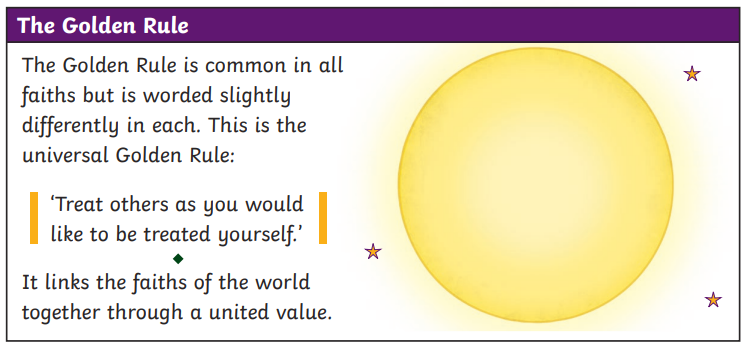 The Golden Rule
The Golden Rule is common in all
faiths but is worded slightly
differently in each. This is the
universal Golden Rule:
‘Treat others as you would
like to be treated yourself.’
It links the faiths of the world
together through a united value.